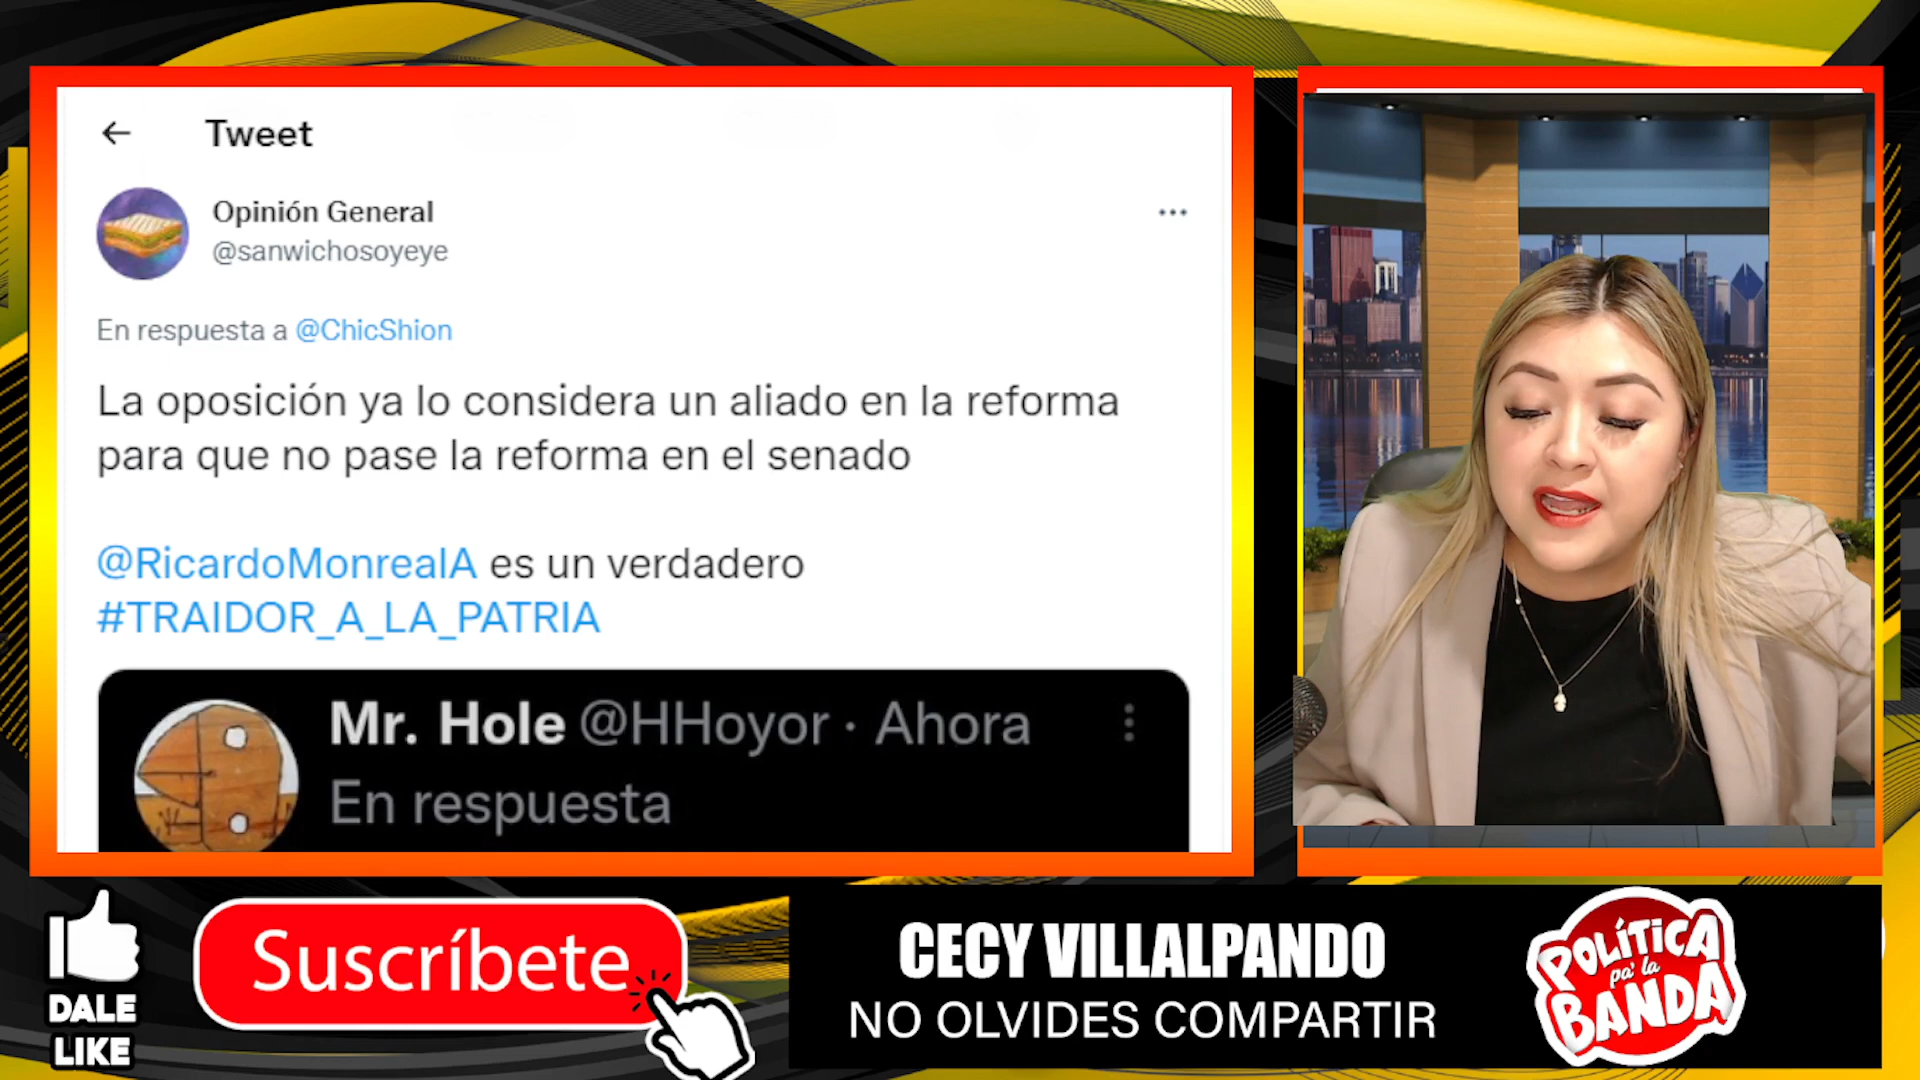 Tweet
Opinión General
@sanwichosoyeye
En respuesta a @ChicShion
La oposición ya lo considera un aliado en la reforma
para que no pase la reforma en el senado
@RicardoMonrealA es un verdadero
#TRAIDOR_A_LA_PATRIA
Mr. Hole @HHoyor · Ahora
En respuesta
DALE
LIKE
Suscríbete
CECY VILLALPANDO
NO OLVIDES COMPARTIR
POLÍTICA
pa' la
BANDA